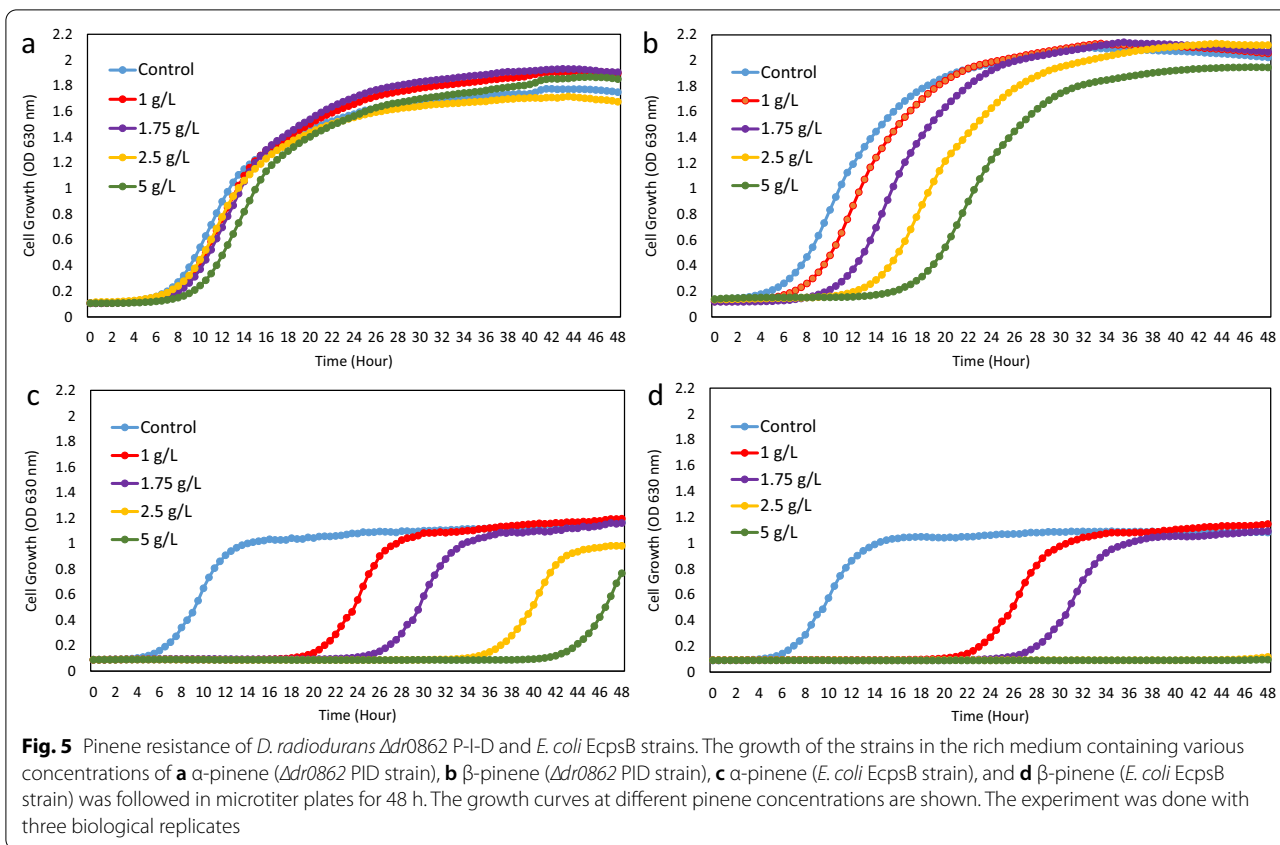 a
2.2
2
1.8
1.6
1.4
1.2
1
0.8
0.6
0.4
0.2
0
Cell Growth (OD 630 nm)
Control
1 g/L
1.75 g/L
2.5 g/L
5 g/L
0 2 4 6 8 10 12 14 16 18 20 22 24 26 28 30 32 34 36 38 40 42 44 46 48
Time (Hour)
b
2.2
2
1.8
1.6
1.4
1.2
1
0.8
0.6
0.4
0.2
0
Cell Growth (OD 630 nm)
Control
1 g/L
1.75 g/L
2.5 g/L
5 g/L
0 2 4 6 8 10 12 14 16 18 20 22 24 26 28 30 32 34 36 38 40 42 44 46 48
Time (Hour)
c
2.2
2
1.8
1.6
1.4
1.2
1
0.8
0.6
0.4
0.2
0
Cell Growth (OD 630 nm)
Control
1 g/L
1.75 g/L
2.5 g/L
5 g/L
0 2 4 6 8 10 12 14 16 18 20 22 24 26 28 30 32 34 36 38 40 42 44 46 48
Time (Hour)
d
2.2
2
1.8
1.6
1.4
1.2
1
0.8
0.6
0.4
0.2
0
Cell Growth (OD 630 nm)
Control
1 g/L
1.75 g/L
2.5 g/L
5 g/L
0 2 4 6 8 10 12 14 16 18 20 22 24 26 28 30 32 34 36 38 40 42 44 46 48
Time (Hour)
Fig. 5 Pinene resistance of D. radiodurans Δdr0862 P-I-D and E. coli EcpsB strains. The growth of the strains in the rich medium containing various
concentrations of a α-pinene (Δdr0862 PID strain), b β-pinene (Δdr0862 PID strain), c α-pinene (E. coli EcpsB strain), and d β-pinene (E. coli EcpsB
strain) was followed in microtiter plates for 48 h. The growth curves at different pinene concentrations are shown. The experiment was done with
three biological replicates